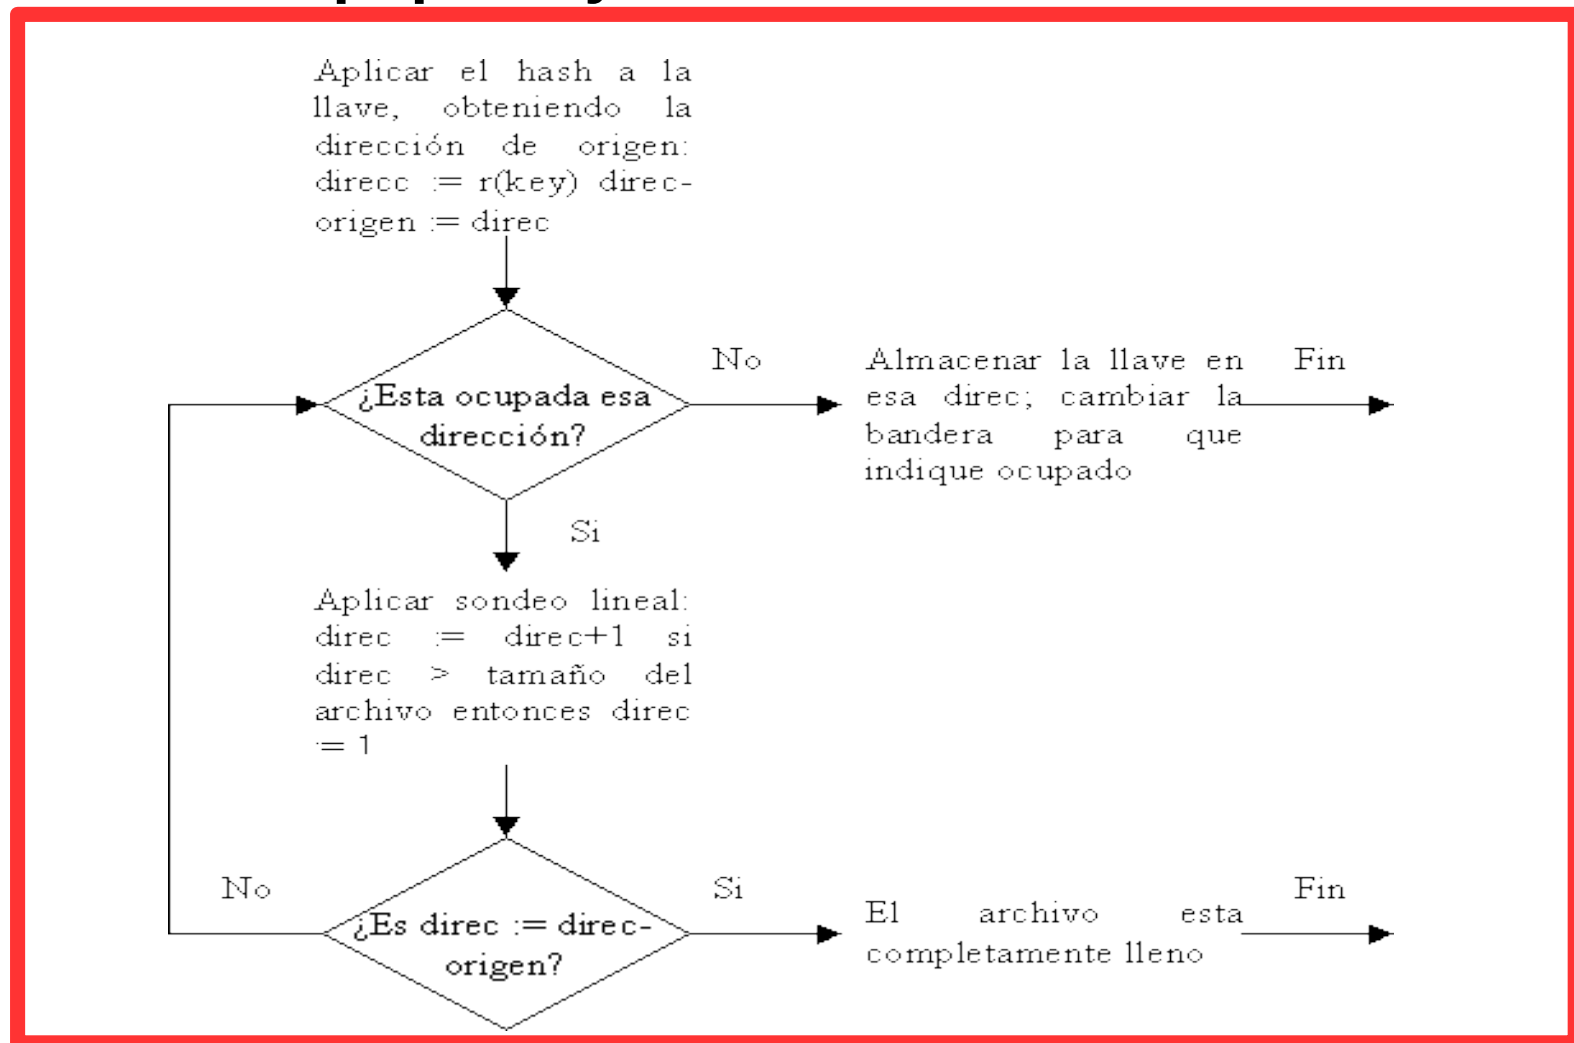 Aplicar el hash a la
llave, obteniendo la
dirección de origen:
direcc := r(key) direc-
origen := direc
No
Almacenar la llave en
esa direc; cambiar la
bandera para que
indique ocupado
Fin
¿Esta ocupada esa
dirección?
Si
Aplicar sondeo lineal:
direc := direc+1 si
direc > tamaño del
archivo entonces direc
:= 1
No
¿Es direc := direc-
origen?
Si
El archivo esta
completamente lleno
Fin